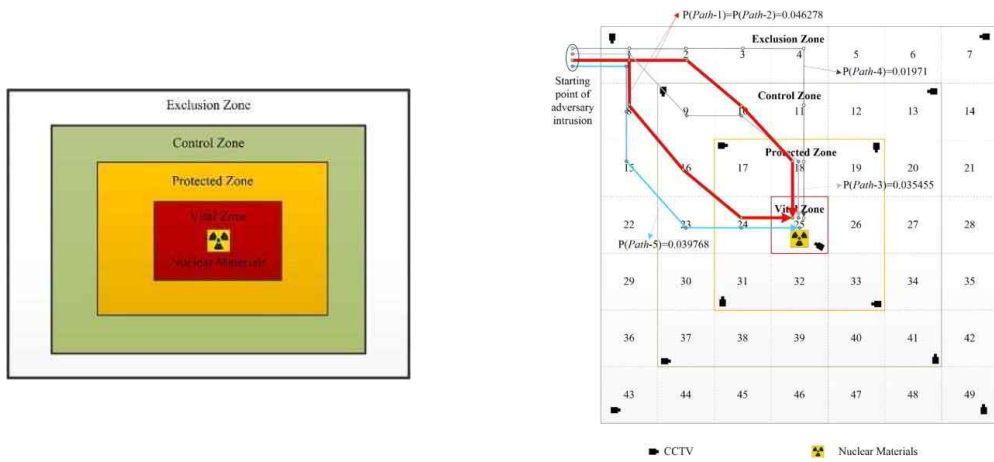 Exclusion Zone
Control Zone
Protected Zone
Vital Zone
Nuclear Materials
P(Path-1)=P(Path-2)=0.046278
Exclusion Zone
1 2 3 4 5 6 7
P(Path-4)=0.01971
Starting
point of
adversary
intrusion
Control Zone
8 9 10 11 12 13 14
Protected Zone
15 16 17 18 19 20 21
P(Path-3)=0.035455
Vital Zone
22 23 24 25 26 27 28
P(Path-5)=0.039768
29 30 31 32 33 34 35
36 37 38 39 40 41 42
43 44 45 46 47 48 49
CCTV
Nuclear Materials